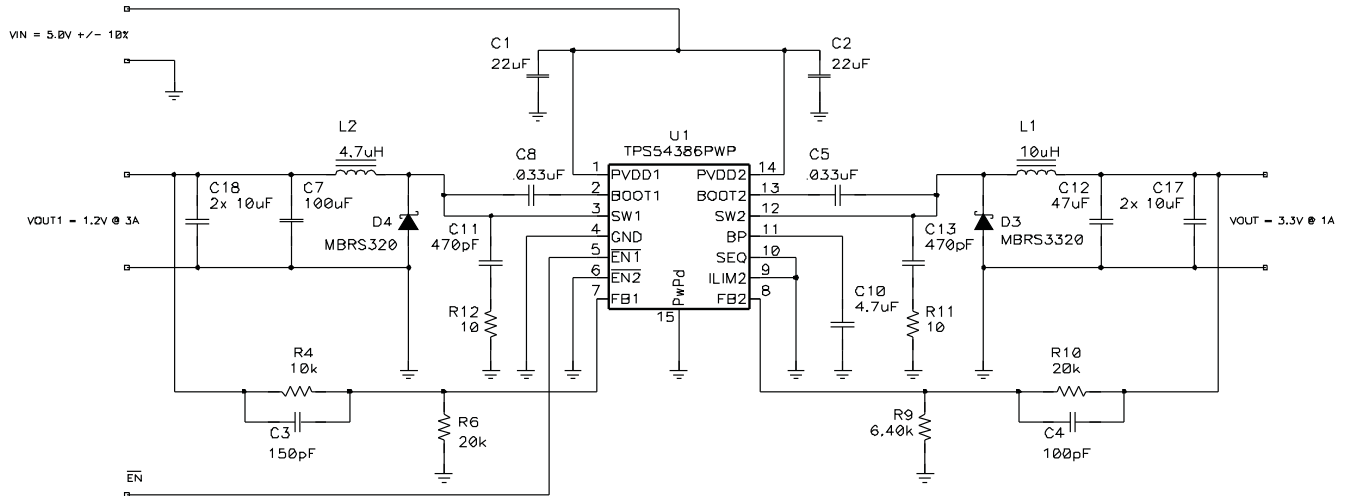 VIN = 5.0V +/- 10%
C1
22uF
C2
22uF
U1
TPS54386PWP
L2
4.7uH
C8
.033uF
C5
.033uF
L1
10uH
1 PVDD1
2 BOOT1
3 SW1
4 GND
5 EN1
6 EN2
7 FB1
PVDD2 14
BOOT2 13
SW2 12
BP 11
SEQ 10
ILIM2 9
FB2 8
PwPd
15
C18
2x 10uF
C7
100uF
D4
MBRS320
C11
470pF
C13
470pF
D3
MBRS3320
C12
47uF
C17
2x 10uF
VOUT1 = 1.2V @ 3A
VOUT = 3.3V @ 1A
R12
10
C10
4.7uF
R11
10
R4
10k
C3
150pF
R6
20k
R9
6.40k
R10
20k
C4
100pF
EN